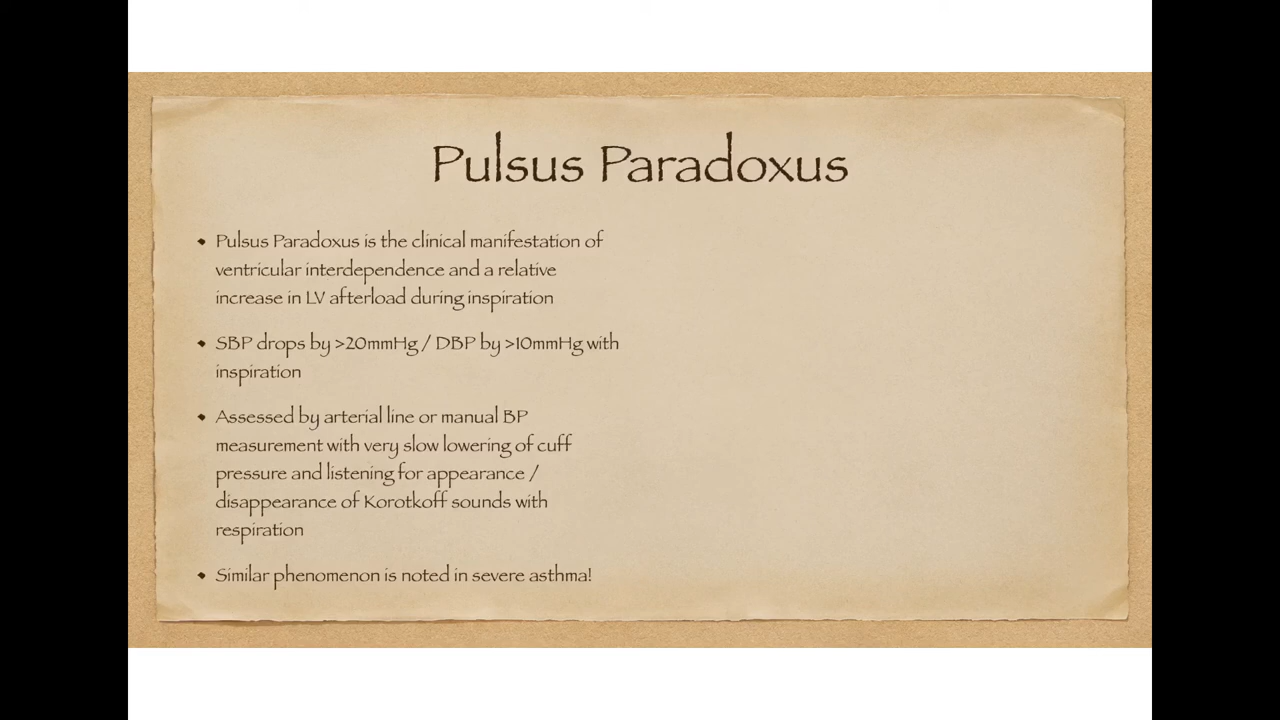 Pulsus Paradoxus
• Pulsus Paradoxus is the clinical manifestation of
ventricular interdependence and a relative
increase in LV afterload during inspiration
• SBP drops by >20mmHg / DBP by >10mmHg with
inspiration
• Assessed by arterial line or manual BP
measurement with very slow lowering of cuff
pressure and listening for appearance /
disappearance of Korotkoff sounds with
respiration
• Similar phenomenon is noted in severe asthma!